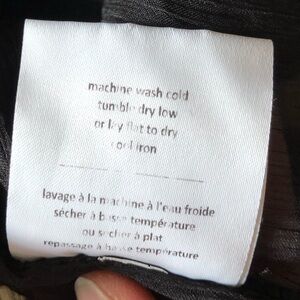 machine wash cold
tumble dry low
or lay flat to dry
cool iron
lavage à la machine à l'eau froide
sécher à basse température
ou sécher à plat
repassage à basse température